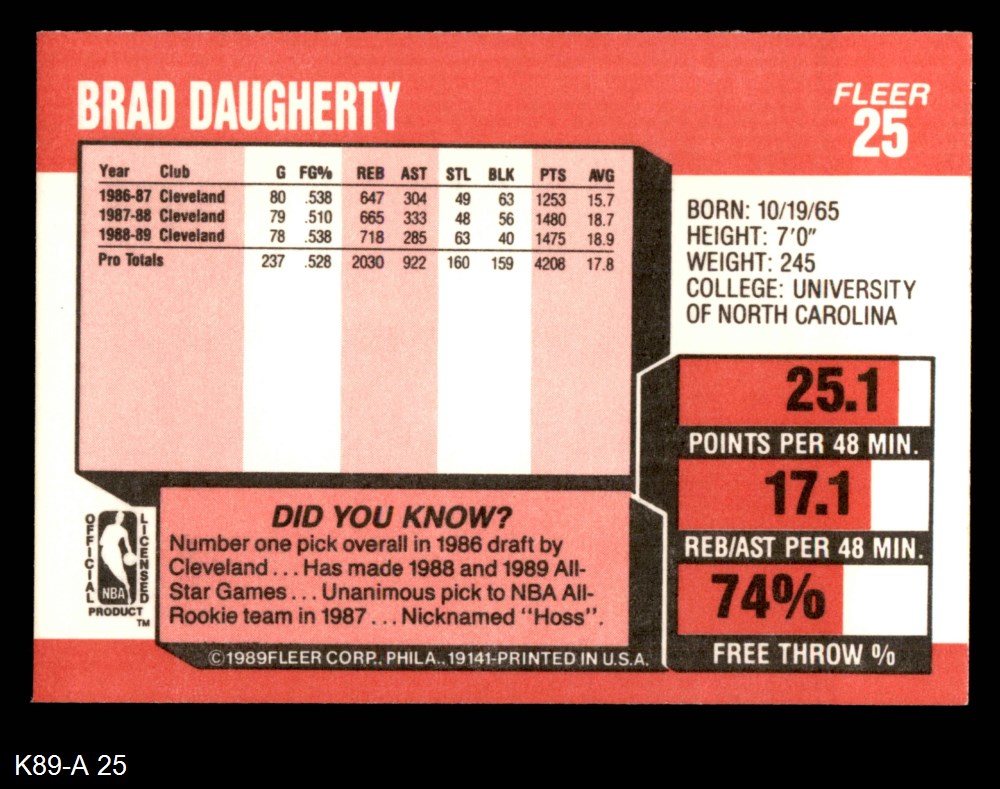 BRAD DAUGHERTY
FLEER
25
Year Club G FG% REB AST STL BLK PTS AVG
1986-87 Cleveland 80 .538 647 304 49 63 1253 15.7
1987-88 Cleveland 79 .510 665 333 48 56 1480 18.7
1988-89 Cleveland 78 .538 718 285 63 40 1475 18.9
Pro Totals 237 .528 2030 922 160 159 4208 17.8
BORN: 10/19/65
HEIGHT: 7'0"
WEIGHT: 245
COLLEGE: UNIVERSITY
OF NORTH CAROLINA
25.1
POINTS PER 48 MIN.
17.1
REB/AST PER 48 MIN.
74%
FREE THROW %
OFFICIAL
LICENSED
NBA
PRODUCT
TM
DID YOU KNOW?
Number one pick overall in 1986 draft by
Cleveland . . . Has made 1988 and 1989 All-
Star Games . . . Unanimous pick to NBA All-
Rookie team in 1987 . . . Nicknamed "Hoss".
©1989FLEER CORP., PHILA., 19141-PRINTED IN U.S.A.
K89-A 25